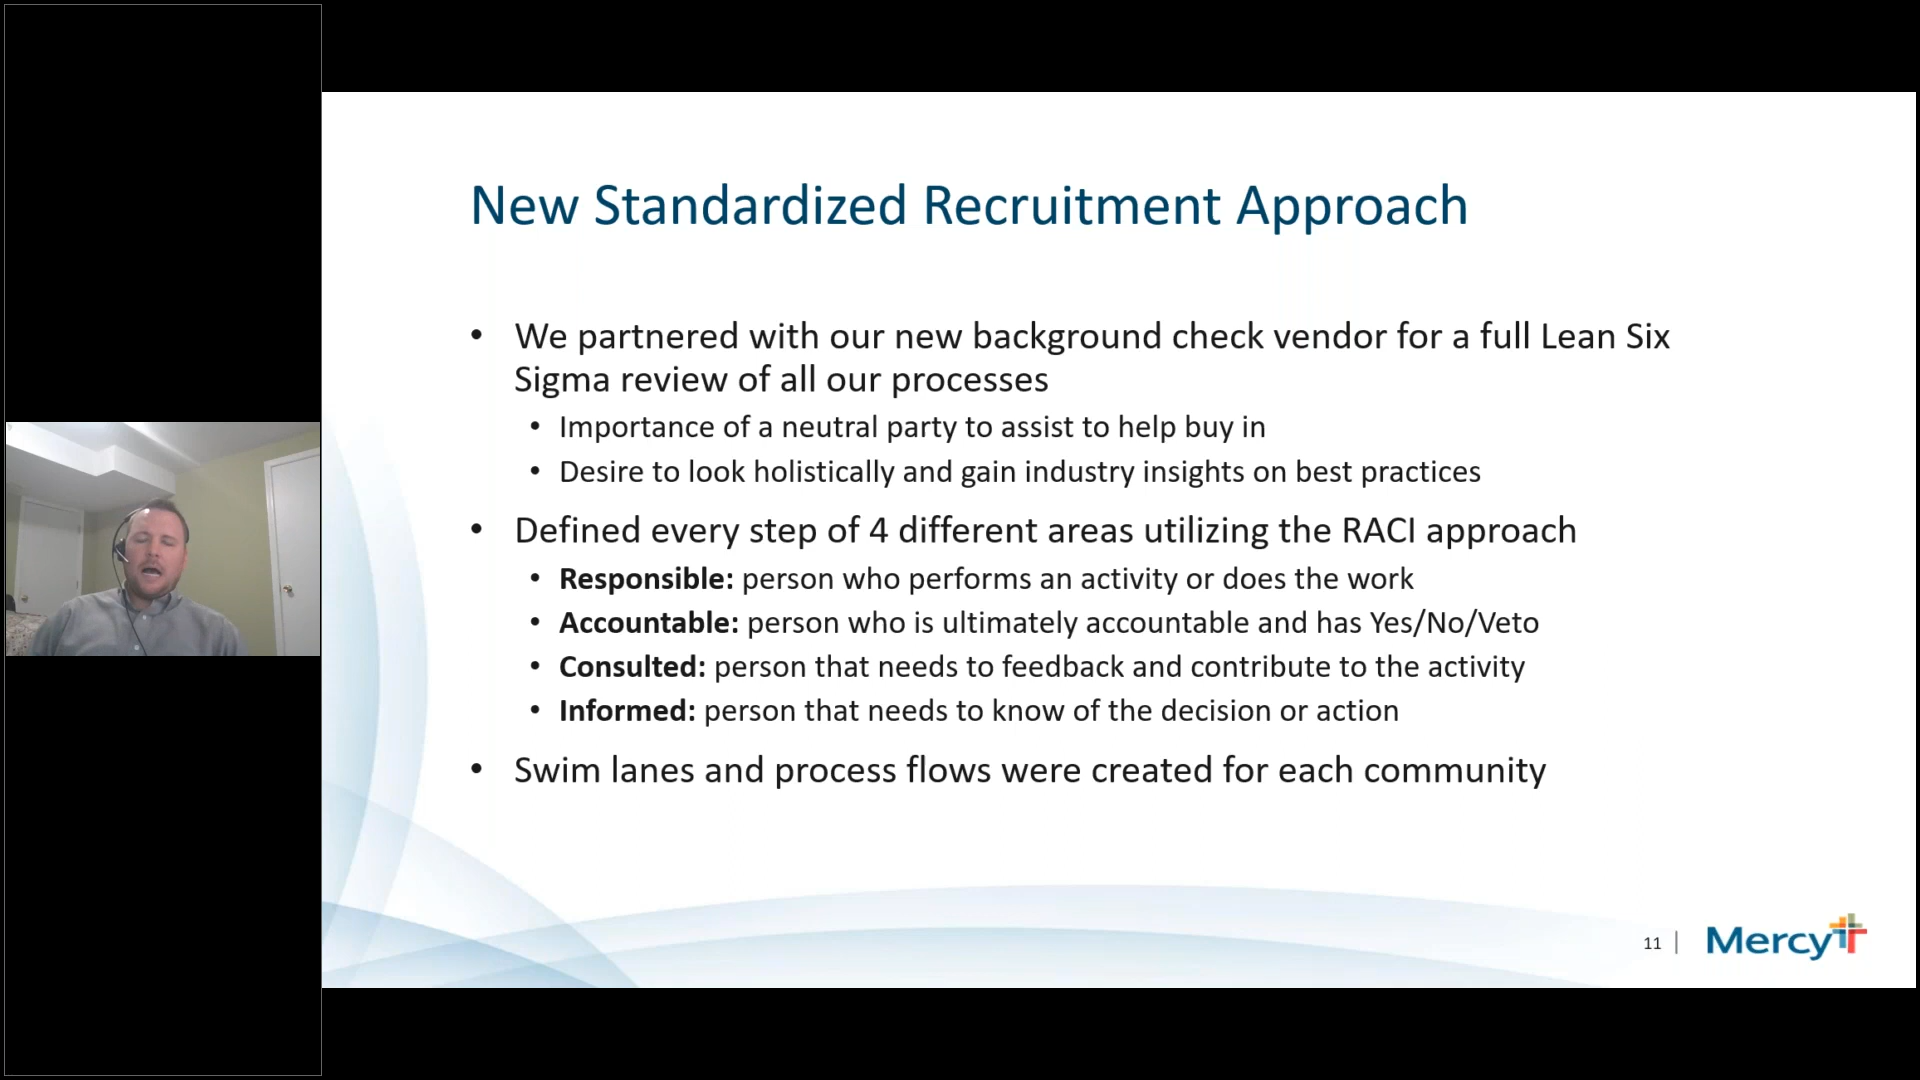 New Standardized Recruitment Approach
• We partnered with our new background check vendor for a full Lean Six
Sigma review of all our processes
• Importance of a neutral party to assist to help buy in
• Desire to look holistically and gain industry insights on best practices
• Defined every step of 4 different areas utilizing the RACI approach
• Responsible: person who performs an activity or does the work
• Accountable: person who is ultimately accountable and has Yes/No/Veto
• Consulted: person that needs to feedback and contribute to the activity
• Informed: person that needs to know of the decision or action
• Swim lanes and process flows were created for each community
11 | Mercy